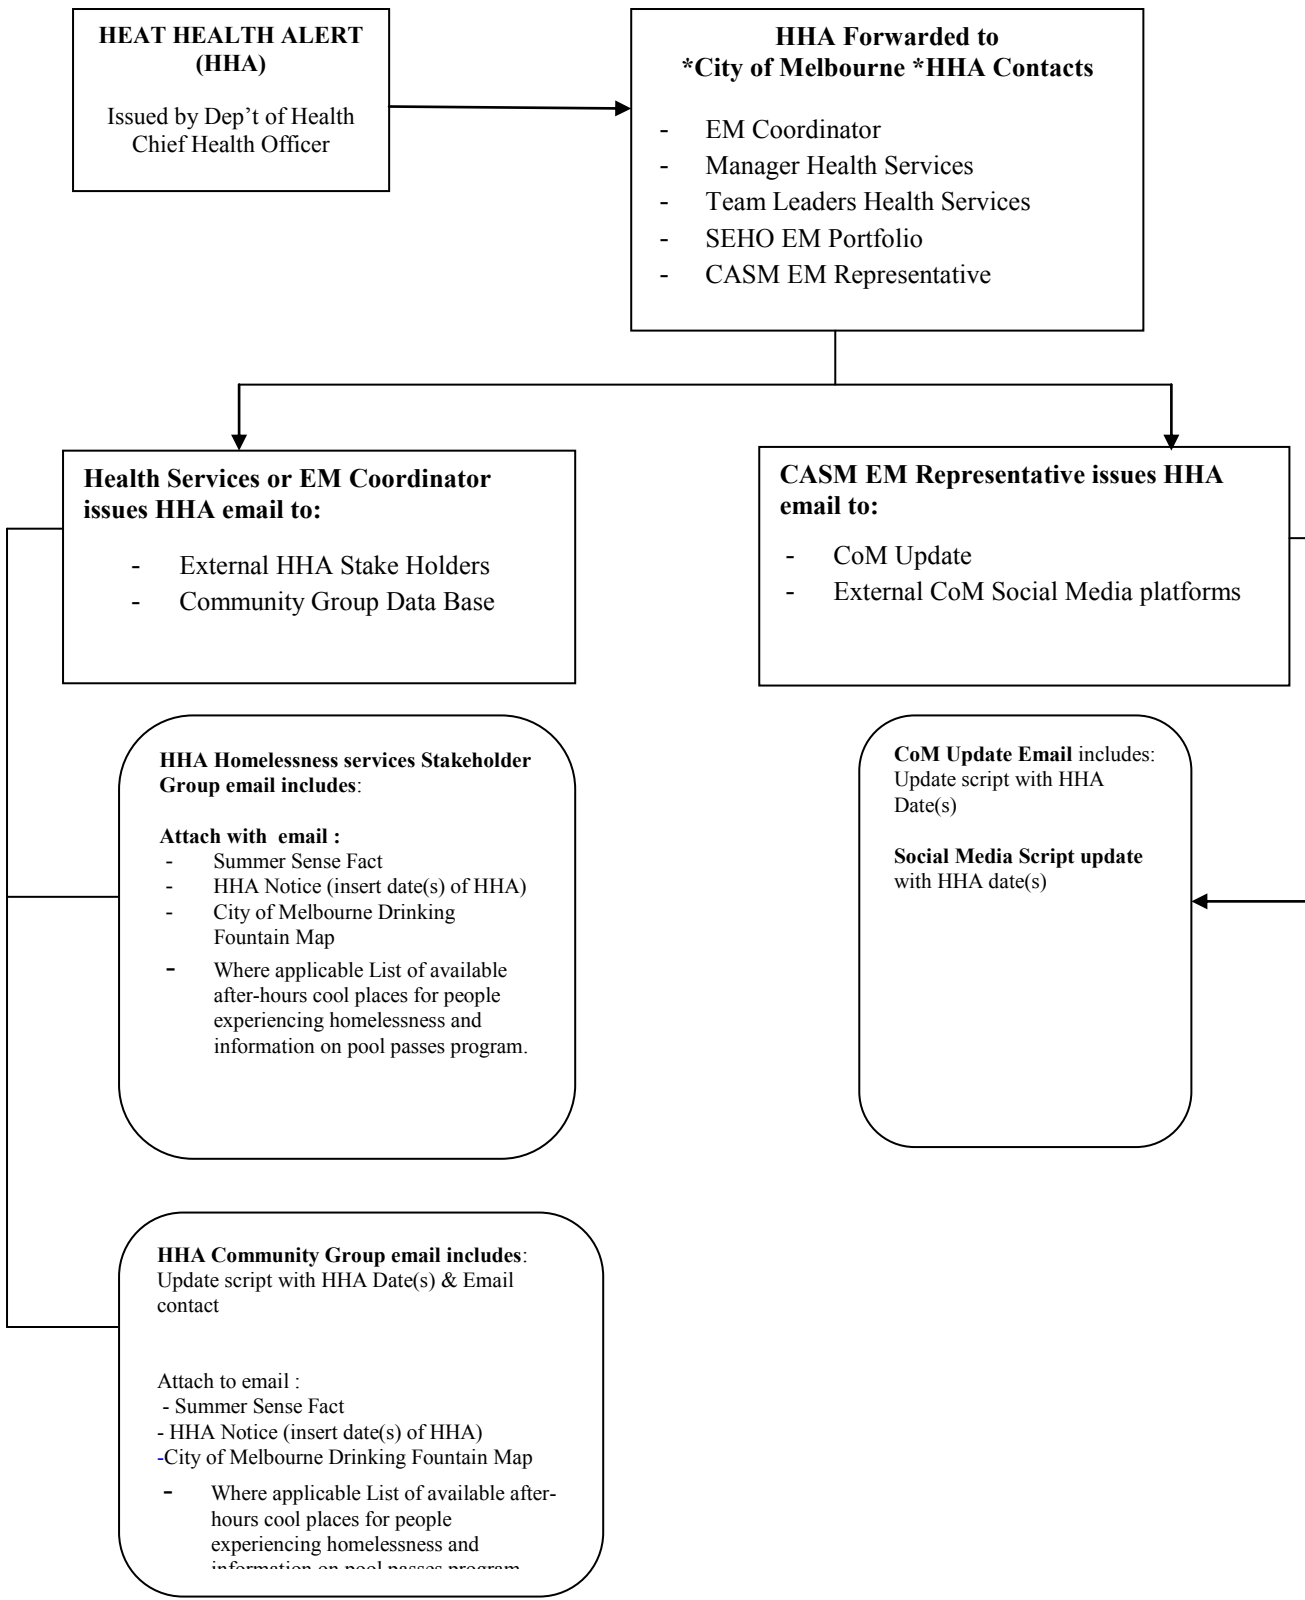 HEAT HEALTH ALERT
(HHA)
Issued by Dep’t of Health
Chief Health Officer
HHA Forwarded to
*City of Melbourne *HHA Contacts
- EM Coordinator
- Manager Health Services
- Team Leaders Health Services
- SEHO EM Portfolio
- CASM EM Representative
Health Services or EM Coordinator
issues HHA email to:
- External HHA Stake Holders
- Community Group Data Base
CASM EM Representative issues HHA
email to:
- CoM Update
- External CoM Social Media platforms
HHA Homelessness services Stakeholder
Group email includes:
Attach with email :
- Summer Sense Fact
- HHA Notice (insert date(s) of HHA)
- City of Melbourne Drinking
Fountain Map
- Where applicable List of available
after-hours cool places for people
experiencing homelessness and
information on pool passes program.
CoM Update Email includes:
Update script with HHA
Date(s)
Social Media Script update
with HHA date(s)
HHA Community Group email includes:
Update script with HHA Date(s) & Email
contact
Attach to email :
- Summer Sense Fact
- HHA Notice (insert date(s) of HHA)
-City of Melbourne Drinking Fountain Map
- Where applicable List of available after-
hours cool places for people
experiencing homelessness and
information on pool passes program